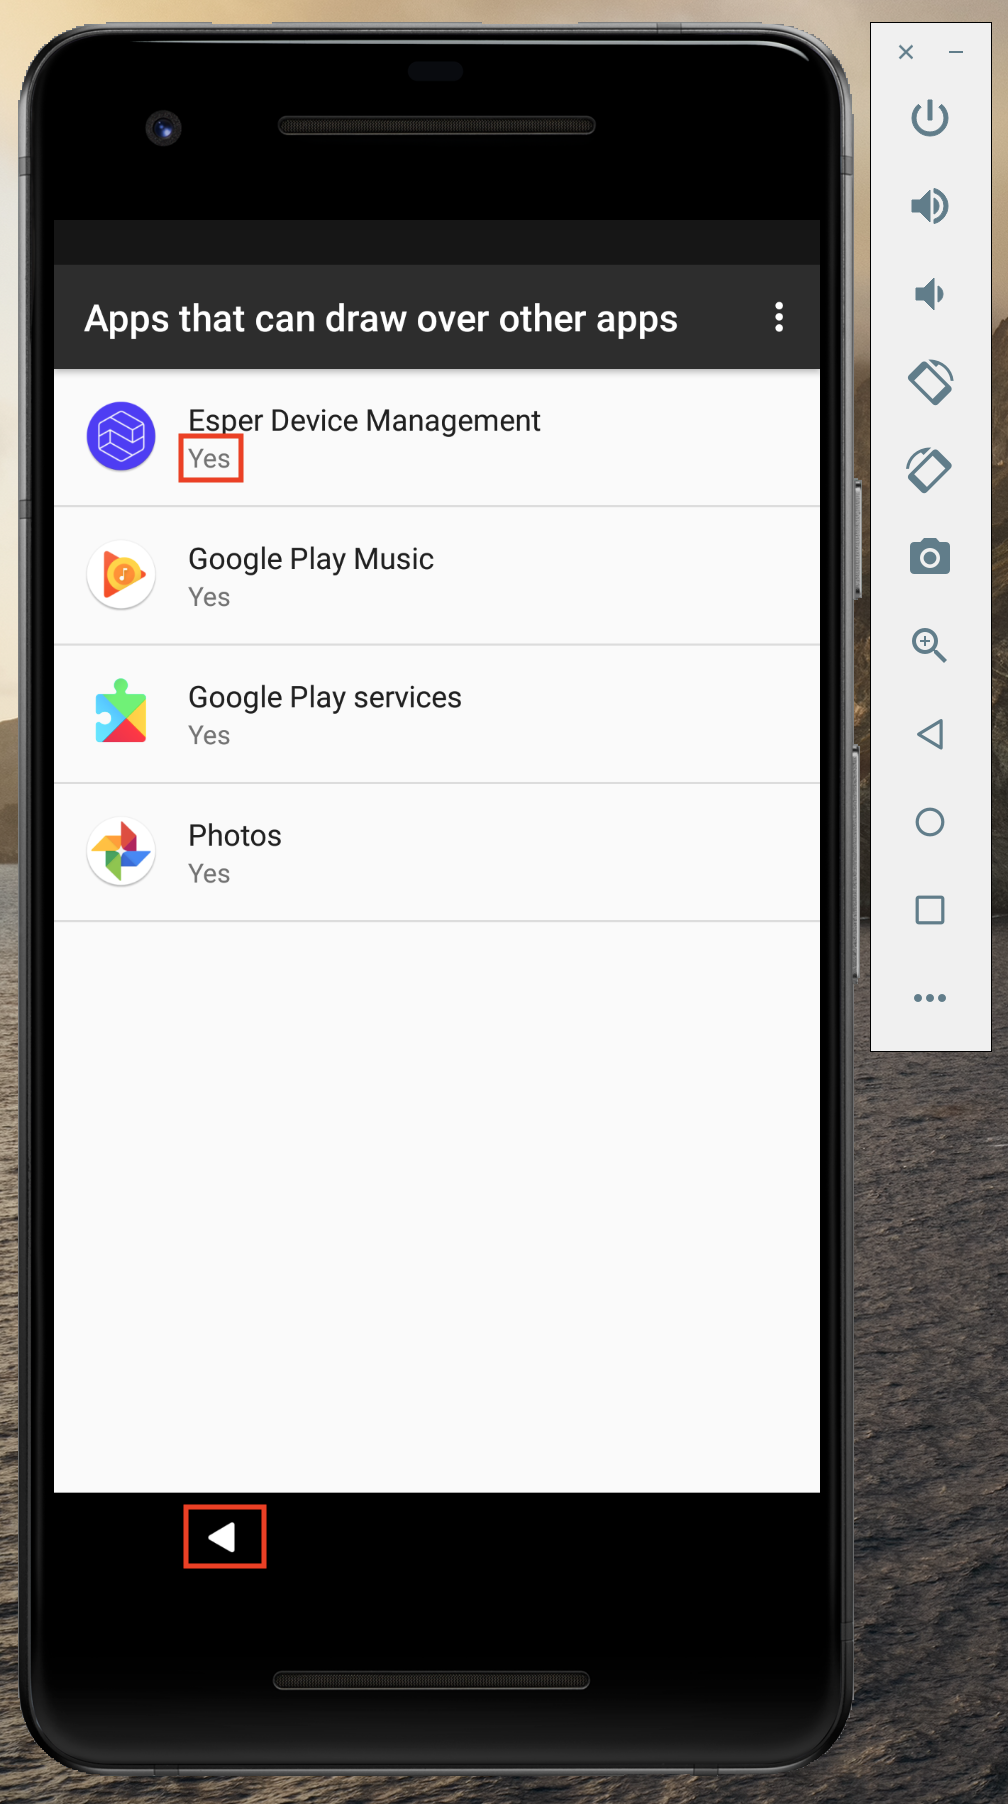 Apps that can draw over other apps
Esper Device Management
Yes
Google Play Music
Yes
Google Play services
Yes
Photos
Yes